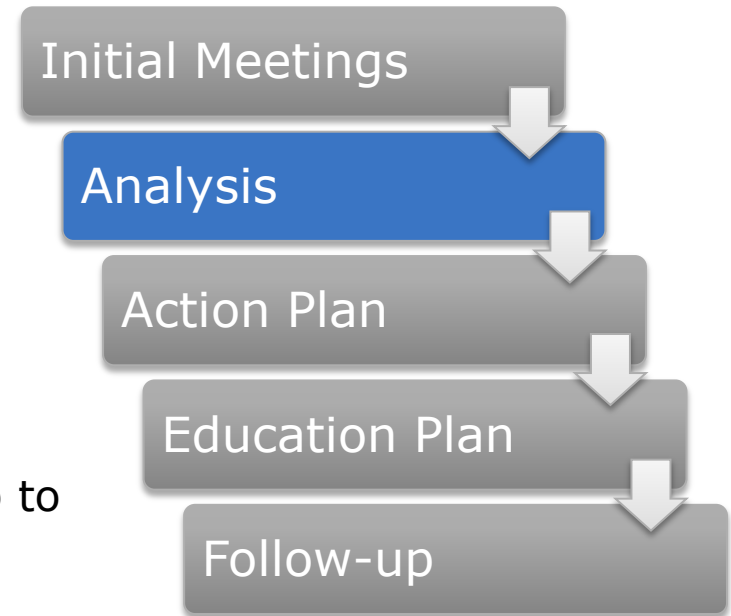 Initial Meetings
Analysis
Action Plan
Education Plan
to
Follow-up